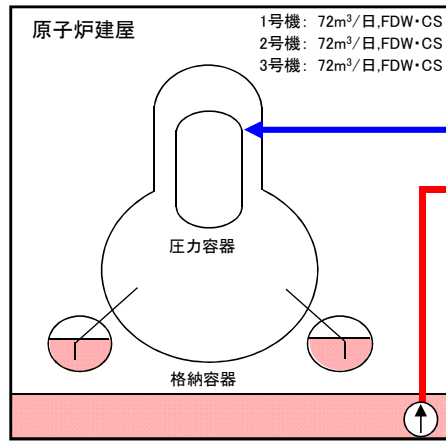 原子炉建屋
1号機： 72m³/日,FDW・CS
2号機： 72m³/日,FDW・CS
3号機： 72m³/日,FDW・CS
圧力容器
格納容器